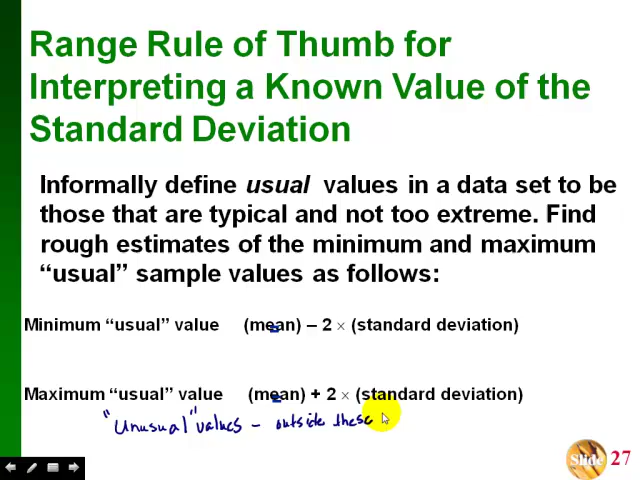 Range Rule of Thumb for
Interpreting a Known Value of the
Standard Deviation
Informally define usual values in a data set to be
those that are typical and not too extreme. Find
rough estimates of the minimum and maximum
“usual” sample values as follows:
Minimum “usual” value (mean) – 2 × (standard deviation)
Maximum “usual” value (mean) + 2 × (standard deviation)
"Unusual" values - outside these
Slide 27